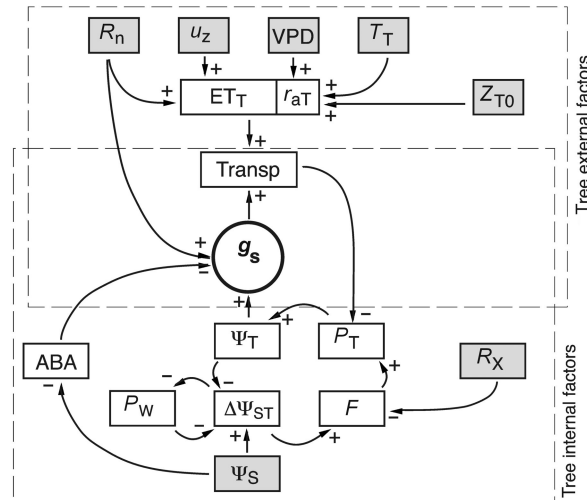 Rn uz VPD TT
+ + + +
+ ETT raT + ZT0
+
Transp
+
+ gs
−
+ −
ΨT + PT
ABA − − + RX
−
PW ΔΨST F −
− + +
ΨS
Tree external factors
Tree internal factors